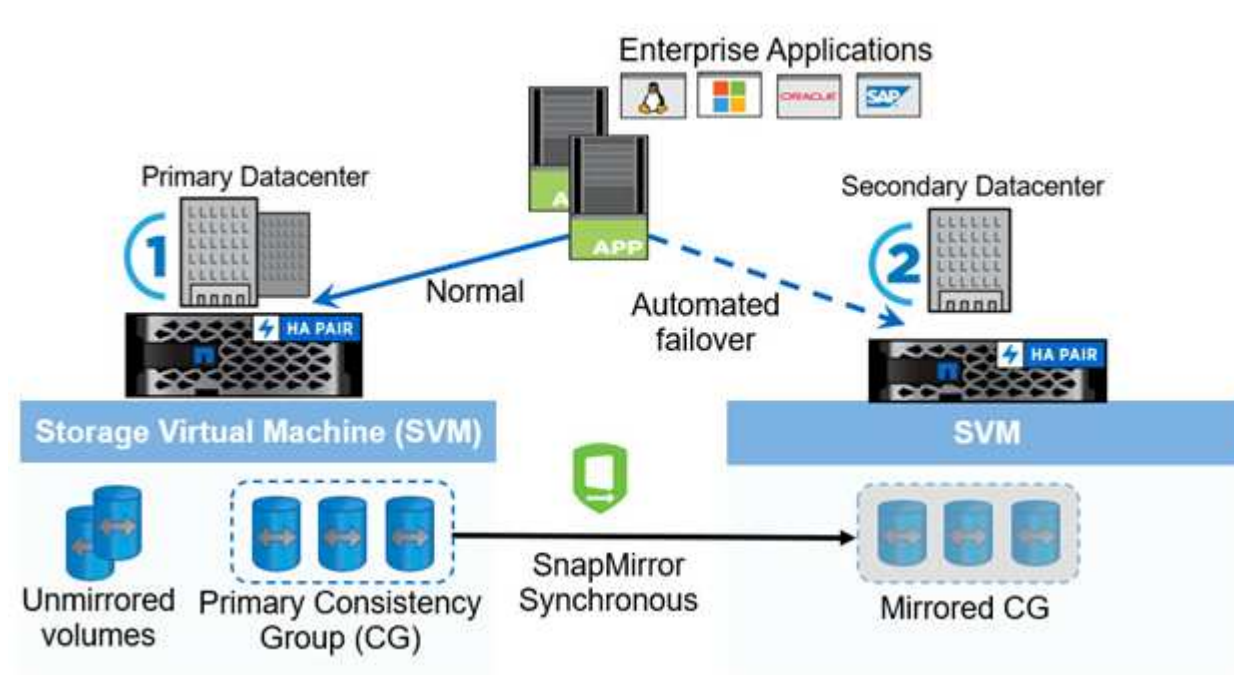 Enterprise Applications
ORACLE
SAP
Primary Datacenter
Secondary Datacenter
1
A
APP
2
Normal
Automated
failover
HA PAIR
HA PAIR
Storage Virtual Machine (SVM)
SVM
SnapMirror
Synchronous
Unmirrored
volumes
Primary Consistency
Group (CG)
Mirrored CG